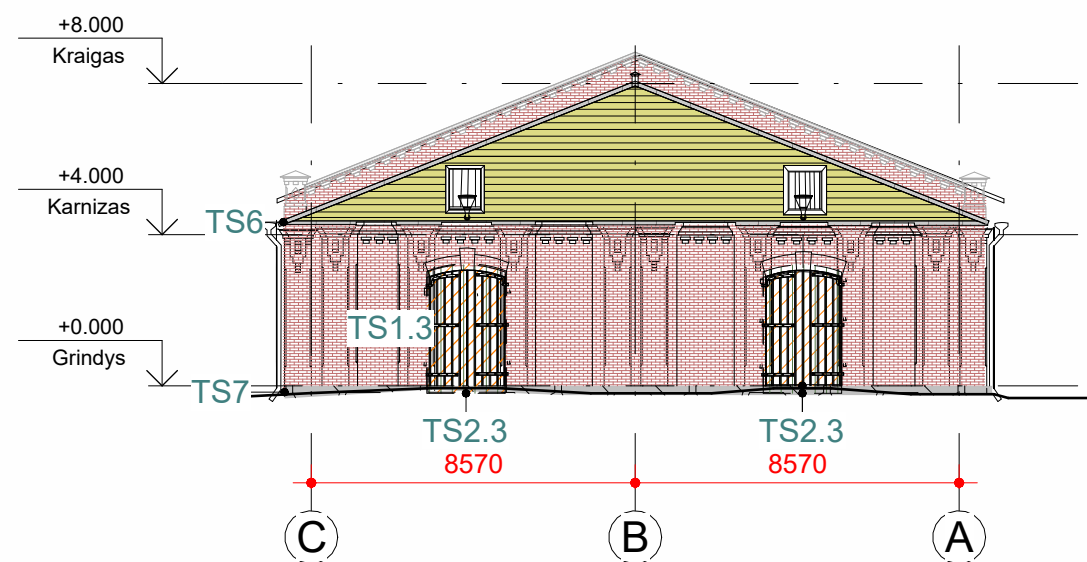 +8.000
Kraigas
+4.000
Karnizas
TS6
TS1.3
+0.000
Grindys
TS7
TS2.3
TS2.3
8570
8570
C
B
A